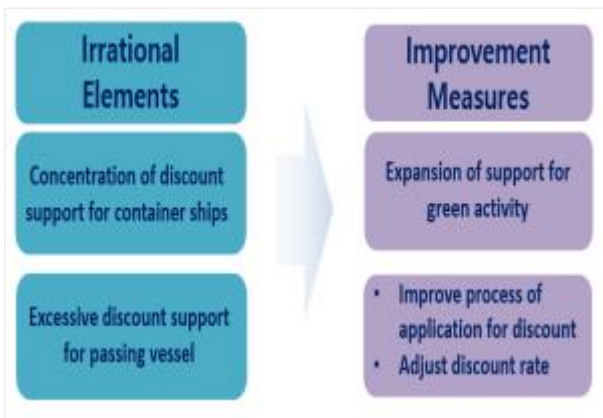 Irrational
Elements
Concentration of discount
support for container ships
Excessive discount support
for passing vessel
Improvement
Measures
Expansion of support for
green activity
• Improve process of
application for discount
• Adjust discount rate